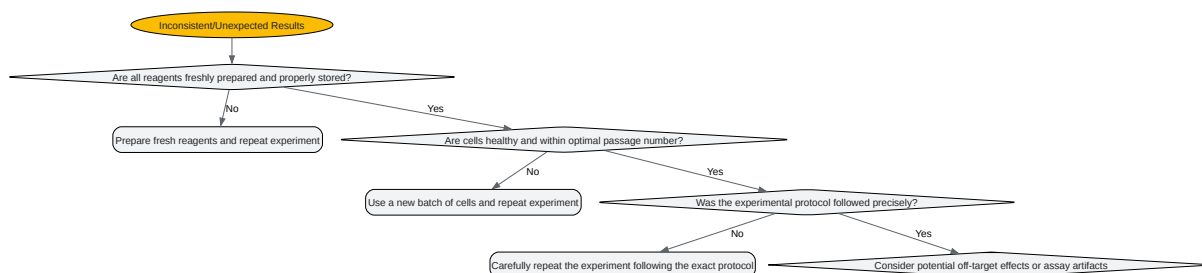 Inconsistent/Unexpected Results
Are all reagents freshly prepared and properly stored?
No
Yes
Prepare fresh reagents and repeat experiment
Are cells healthy and within optimal passage number?
No
Yes
Use a new batch of cells and repeat experiment
Was the experimental protocol followed precisely?
No
Yes
Carefully repeat the experiment following the exact protocol
Consider potential off-target effects or assay artifacts